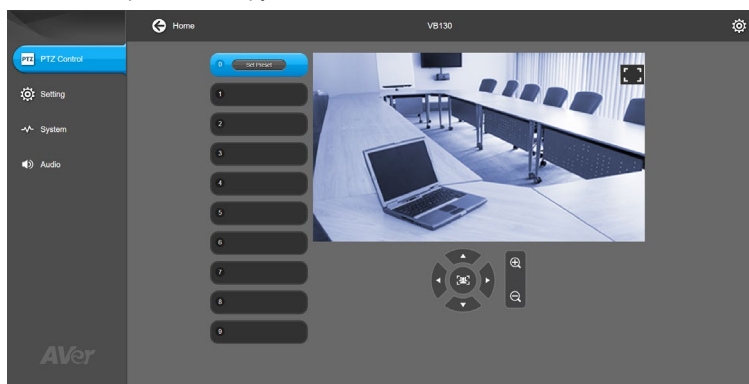 Home
VB130
PTZ PTZ Control
Setting
System
Audio
0 Set Preset
1
2
3
4
5
6
7
8
9
AVer